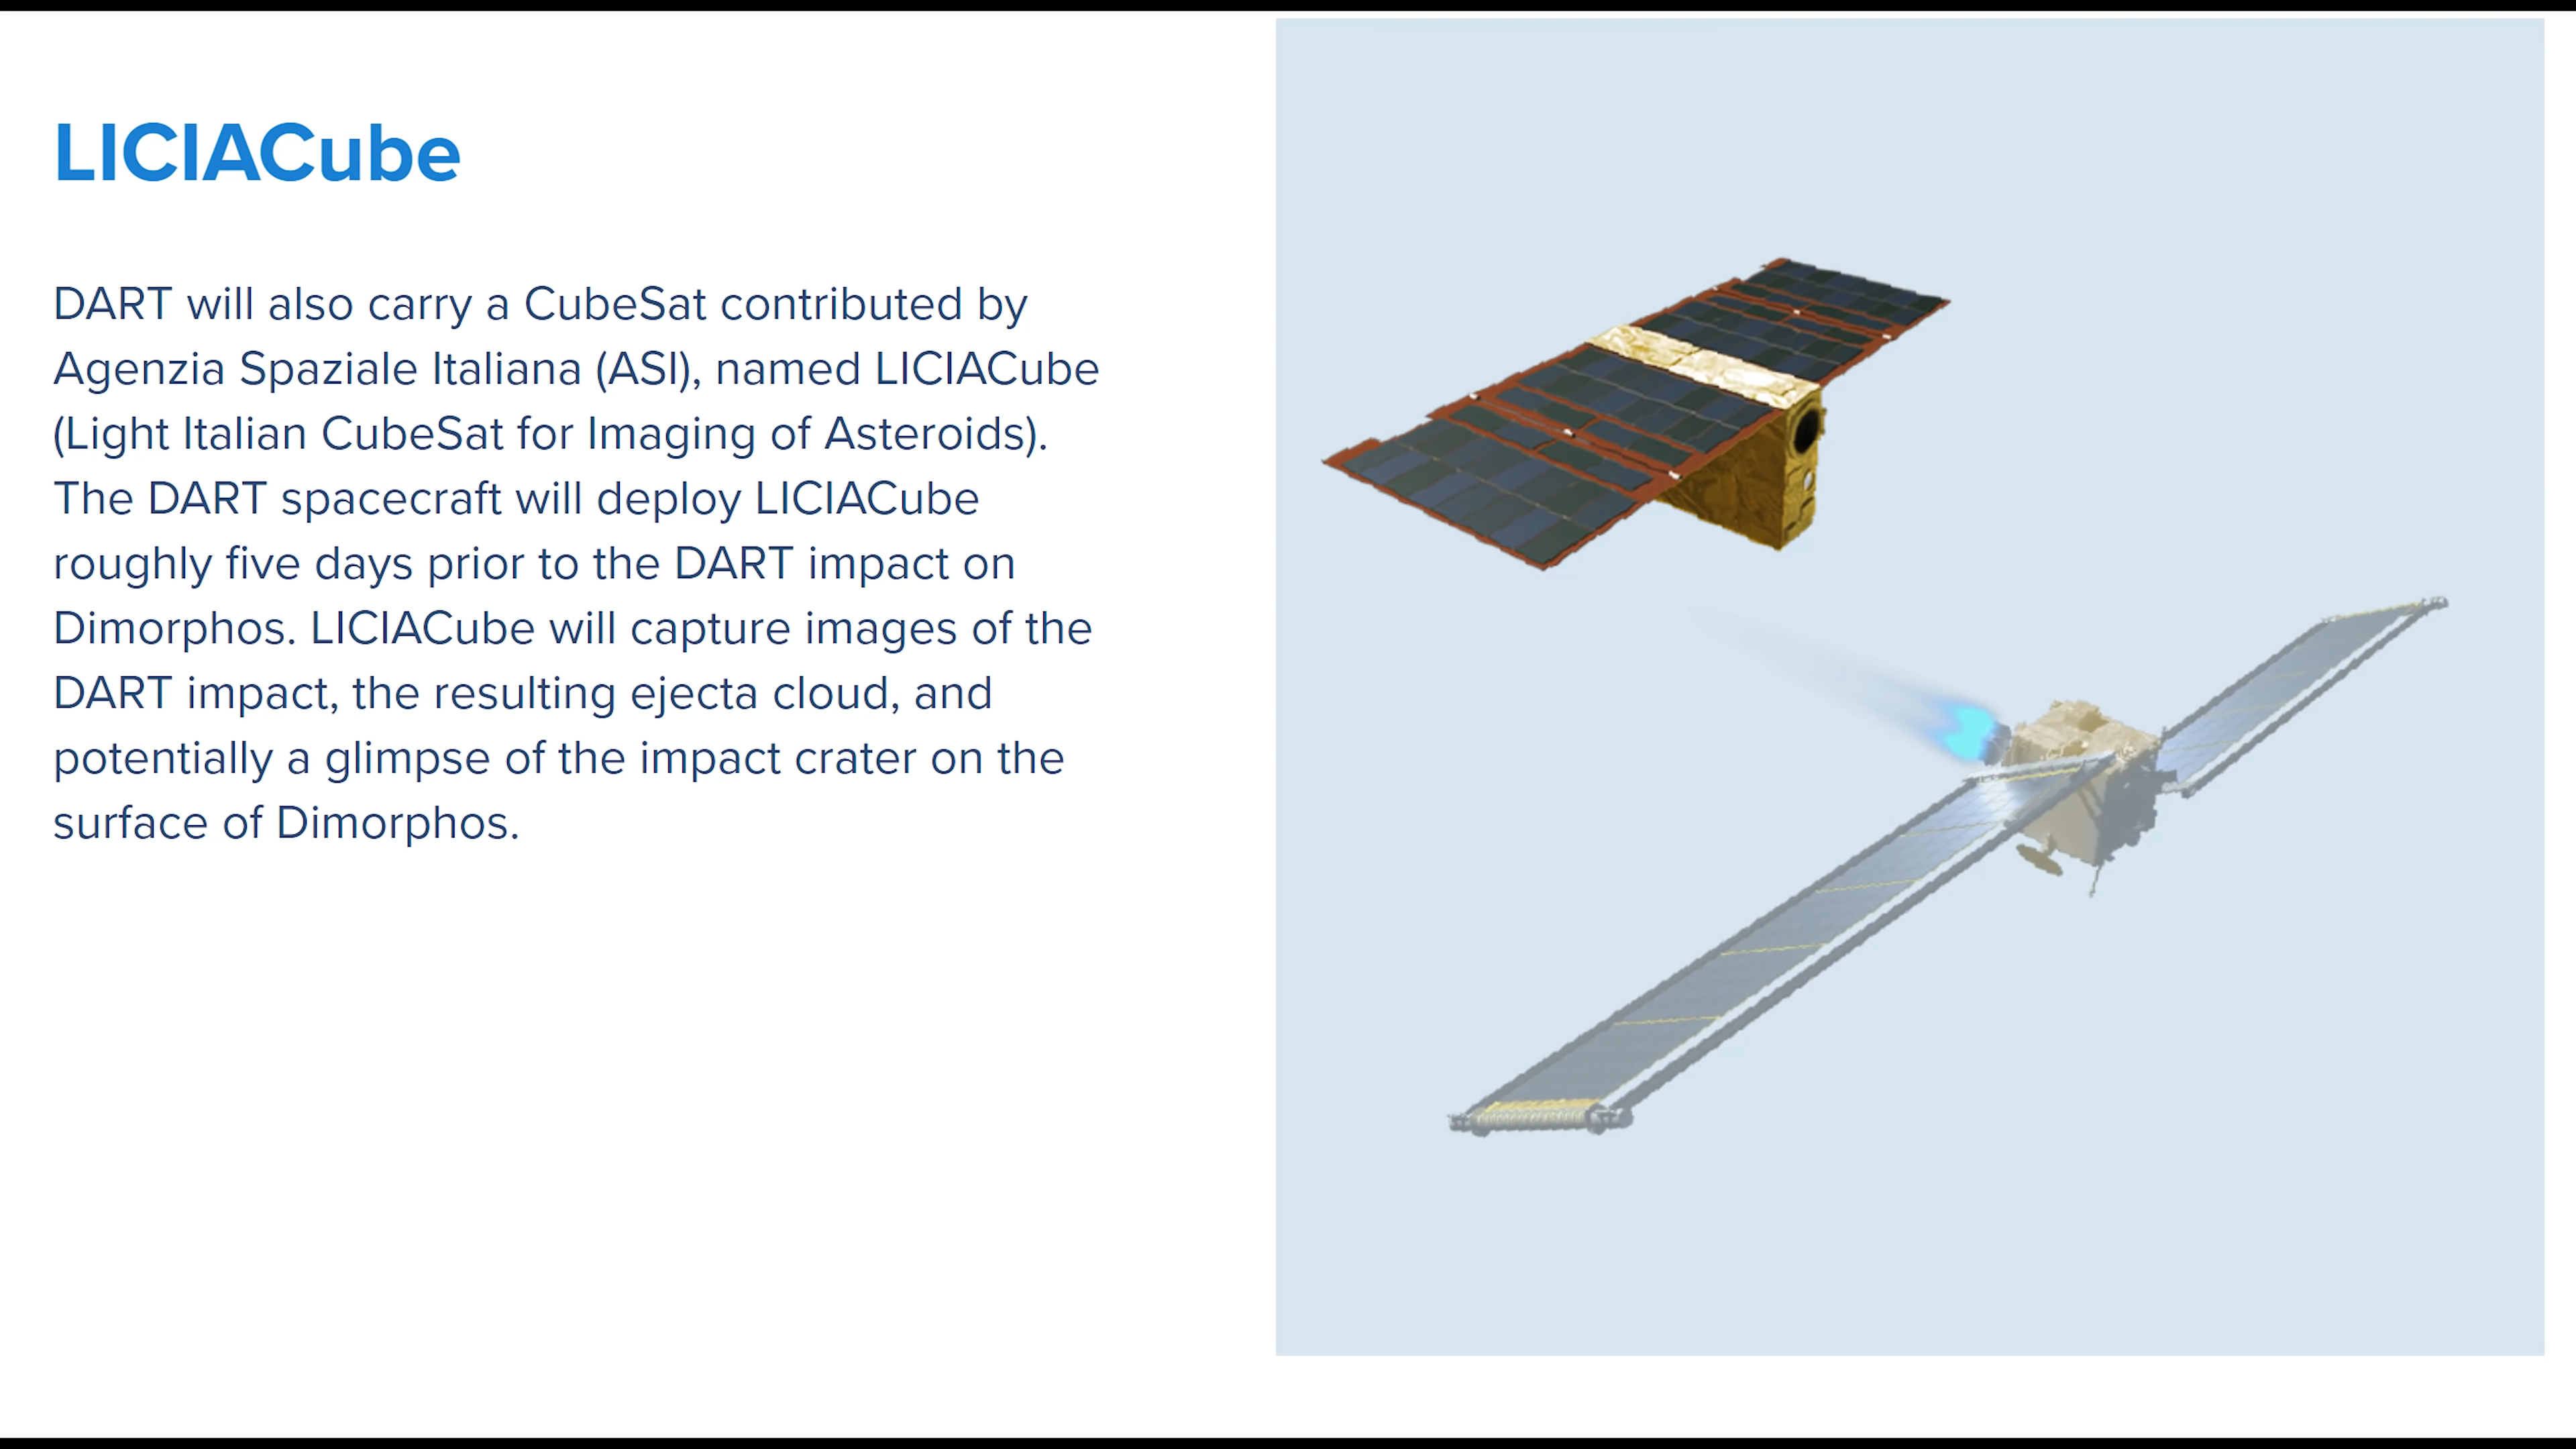 LICIACube
DART will also carry a CubeSat contributed by
Agenzia Spaziale Italiana (ASI), named LICIACube
(Light Italian CubeSat for Imaging of Asteroids).
The DART spacecraft will deploy LICIACube
roughly five days prior to the DART impact on
Dimorphos. LICIACube will capture images of the
DART impact, the resulting ejecta cloud, and
potentially a glimpse of the impact crater on the
surface of Dimorphos.